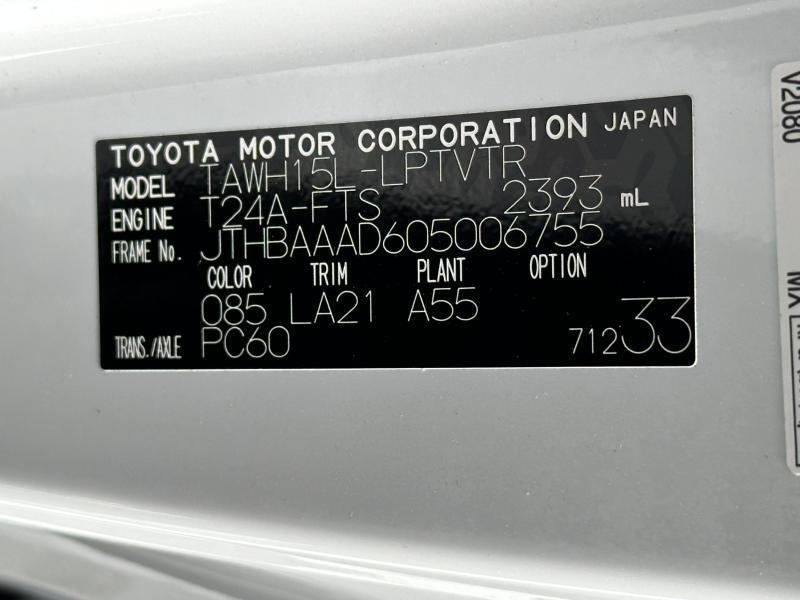 TOYOTA MOTOR CORPORATION JAPAN
MODEL TAWH15L-LPTVTR
ENGINE T24A-FTS 2393 mL
FRAME No. JTHBAAAD605006755
COLOR TRIM PLANT OPTION
085 LA21 A55
TRANS./AXLE PC60 71233
V2080
MX